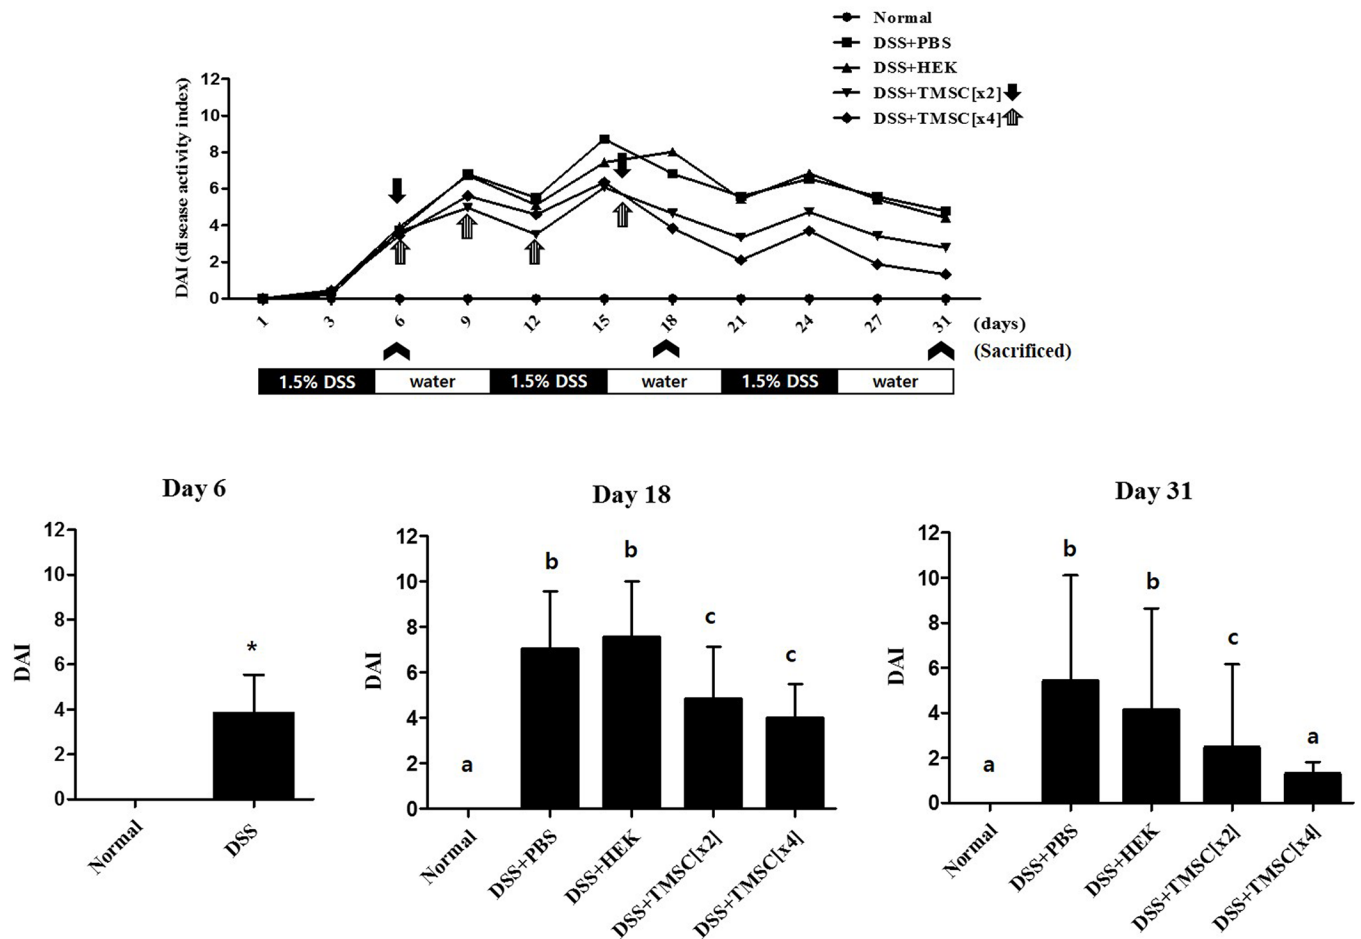 Normal
DSS+PBS
DSS+HEK
DSS+TMSC[x2]
DSS+TMSC[x4]
DAI (disease activity index)
12
10
8
6
4
2
0
1 3 6 9 12 15 18 21 24 27 31 (days)
(Sacrificed)
1.5% DSS water 1.5% DSS water 1.5% DSS water
Day 6
DAI
12
10
8
6
4
2
0
*
Normal DSS
Day 18
DAI
12
10
8
6
4
2
0
a b b c c
Normal DSS+PBS DSS+HEK DSS+TMSC[x2] DSS+TMSC[x4]
Day 31
DAI
12
10
8
6
4
2
0
a b b c a
Normal DSS+PBS DSS+HEK DSS+TMSC[x2] DSS+TMSC[x4]